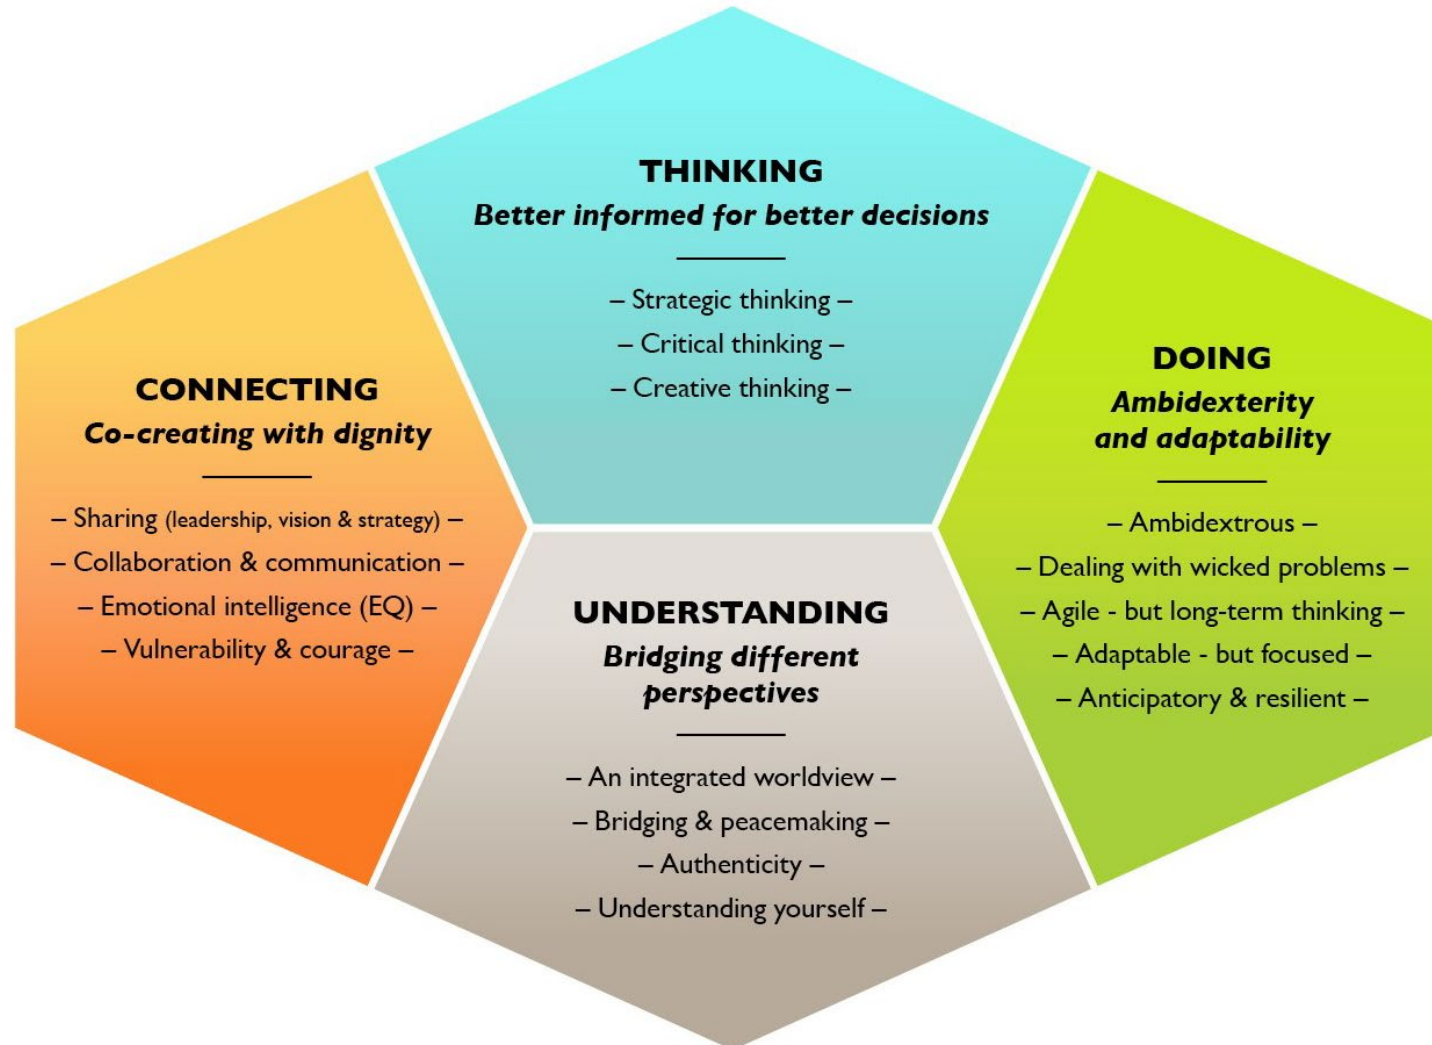 THINKING
Better informed for better decisions
– Strategic thinking –
– Critical thinking –
– Creative thinking –
CONNECTING
Co-creating with dignity
– Sharing (leadership, vision & strategy) –
– Collaboration & communication –
– Emotional intelligence (EQ) –
– Vulnerability & courage –
DOING
Ambidexterity
and adaptability
– Ambidextrous –
– Dealing with wicked problems –
– Agile - but long-term thinking –
– Adaptable - but focused –
– Anticipatory & resilient –
UNDERSTANDING
Bridging different
perspectives
– An integrated worldview –
– Bridging & peacemaking –
– Authenticity –
– Understanding yourself –